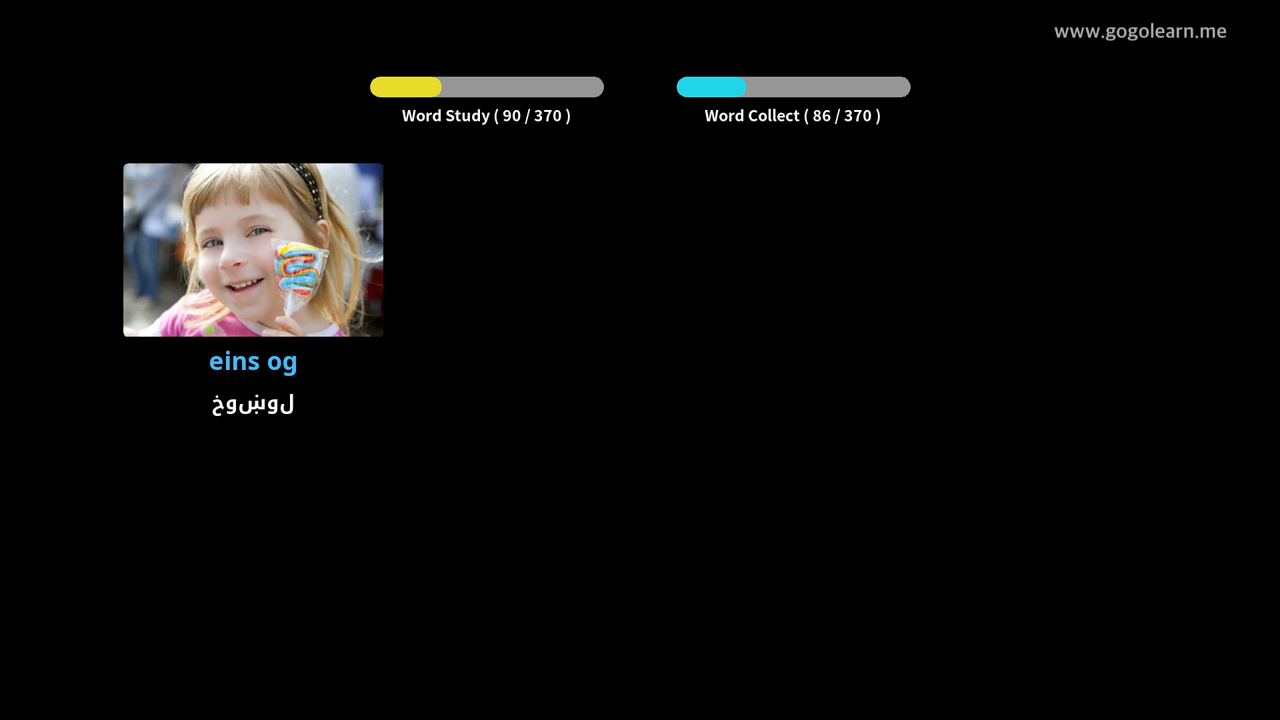 www.gogolearn.me
Word Study ( 90 / 370 )
Word Collect ( 86 / 370 )
eins og
لوښوخ